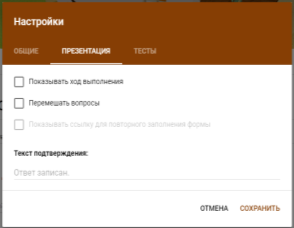 Настройки
ОБЩИЕ ПРЕЗЕНТАЦИЯ ТЕСТЫ
Показывать ход выполнения
Перемешать вопросы
Показывать ссылку для повторного заполнения формы
Текст подтверждения:
Ответ записан.
ОТМЕНА СОХРАНИТЬ